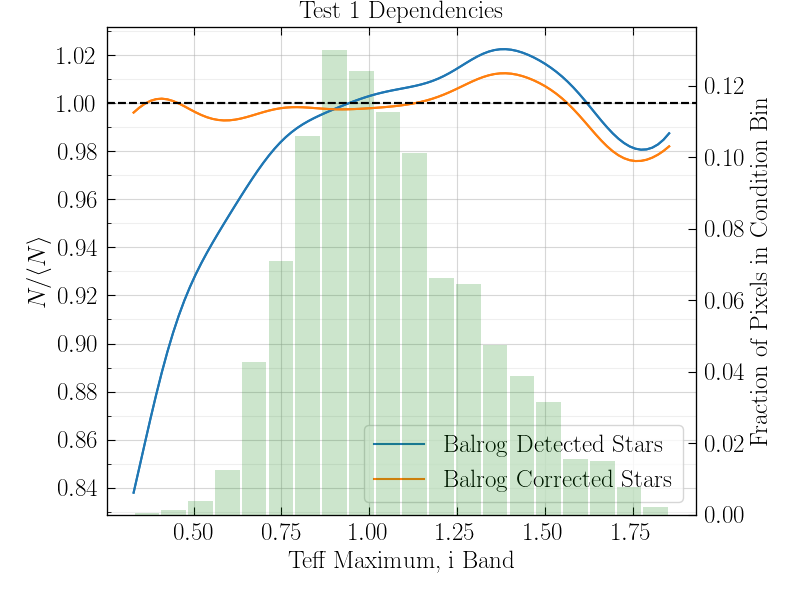 Test 1 Dependencies
1.02
1.00
0.98
0.96
0.94
0.92
0.90
0.88
0.86
0.84
N/⟨N⟩
0.12
0.10
0.08
0.06
0.04
0.02
0.00
Fraction of Pixels in Condition Bin
Balrog Detected Stars
Balrog Corrected Stars
0.50 0.75 1.00 1.25 1.50 1.75
Teff Maximum, i Band